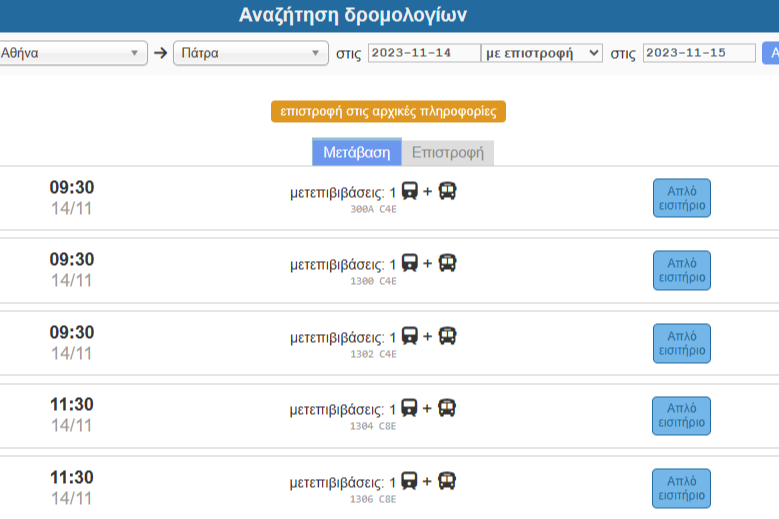 Αναζήτηση δρομολογίων
Αθήνα → Πάτρα στις 2023-11-14 με επιστροφή στις 2023-11-15 Α
επιστροφή στις αρχικές πληροφορίες
Μετάβαση Επιστροφή
09:30 μετεπιβιβάσεις: 1 + Απλό
14/11 300A C4E εισιτήριο
09:30 μετεπιβιβάσεις: 1 + Απλό
14/11 1300 C4E εισιτήριο
09:30 μετεπιβιβάσεις: 1 + Απλό
14/11 1302 C4E εισιτήριο
11:30 μετεπιβιβάσεις: 1 + Απλό
14/11 1304 C8E εισιτήριο
11:30 μετεπιβιβάσεις: 1 + Απλό
14/11 1306 C8E εισιτήριο